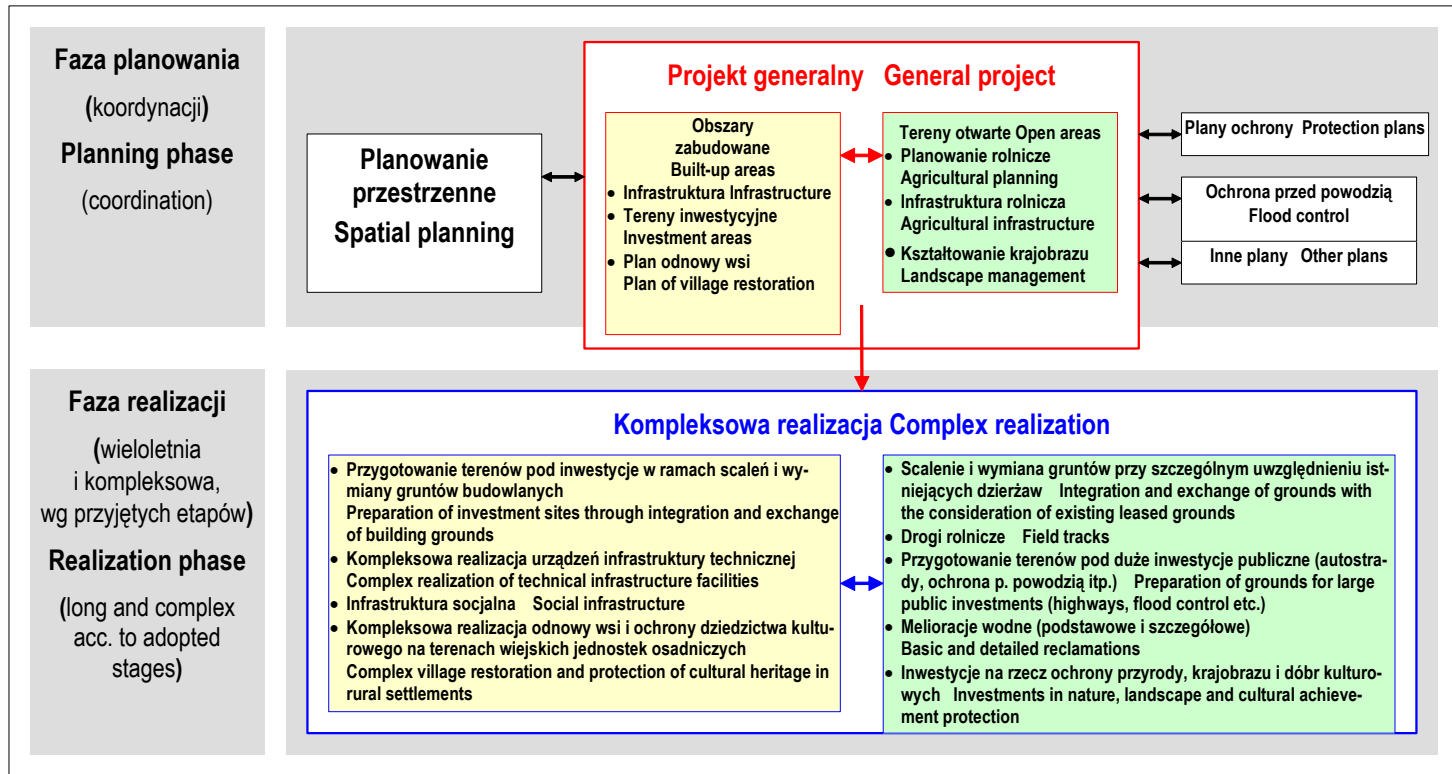 Faza planowania
(koordynacji)
Planning phase
(coordination)
Projekt generalny General project
Planowanie
przestrzenne
Spatial planning
Obszary
zabudowane
Built-up areas
• Infrastruktura Infrastructure
• Tereny inwestycyjne
Investment areas
• Plan odnowy wsi
Plan of village restoration
Tereny otwarte Open areas
• Planowanie rolnicze
Agricultural planning
• Infrastruktura rolnicza
Agricultural infrastructure
• Kształtowanie krajobrazu
Landscape management
Plany ochrony Protection plans
Ochrona przed powodzią
Flood control
Inne plany Other plans
Faza realizacji
(wieloletnia
i kompleksowa,
wg przyjętych etapów)
Realization phase
(long and complex
acc. to adopted
stages)
Kompleksowa realizacja Complex realization
• Przygotowanie terenów pod inwestycje w ramach scaleń i wy-
miany gruntów budowlanych
Preparation of investment sites through integration and exchange
of building grounds
• Kompleksowa realizacja urządzeń infrastruktury technicznej
Complex realization of technical infrastructure facilities
• Infrastruktura socjalna Social infrastructure
• Kompleksowa realizacja odnowy wsi i ochrony dziedzictwa kultu-
rowego na terenach wiejskich jednostek osadniczych
Complex village restoration and protection of cultural heritage in
rural settlements
• Scalenie i wymiana gruntów przy szczególnym uwzględnieniu ist-
niejących dzierżaw Integration and exchange of grounds with
the consideration of existing leased grounds
• Drogi rolnicze Field tracks
• Przygotowanie terenów pod duże inwestycje publiczne (autostra-
dy, ochrona p. powodzią itp.) Preparation of grounds for large
public investments (highways, flood control etc.)
• Melioracje wodne (podstawowe i szczegółowe)
Basic and detailed reclamations
• Inwestycje na rzecz ochrony przyrody, krajobrazu i dóbr kulturo-
wych Investments in nature, landscape and cultural achieve-
ment protection